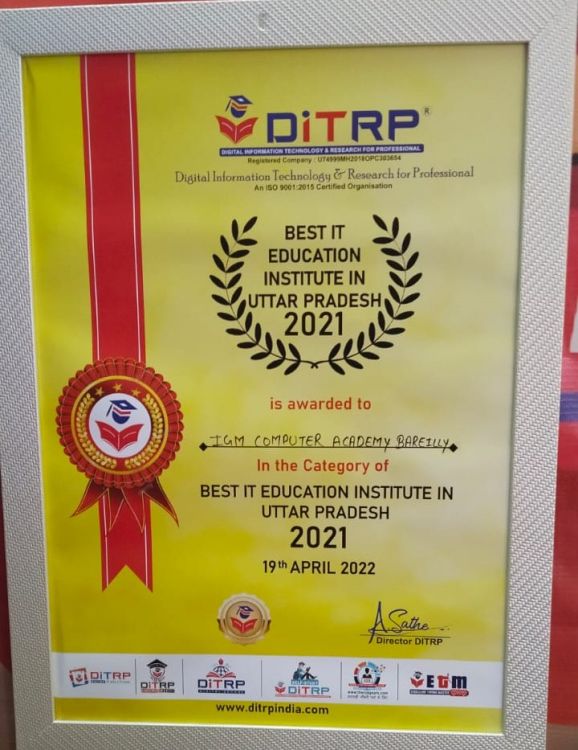 DiTRP®
DIGITAL INFORMATION TECHNOLOGY & RESEARCH FOR PROFESSIONAL
Registered Company : U74999MH2018OPC303654
Digital Information Technology & Research for Professional
An ISO 9001:2015 Certified Organisation
BEST IT
EDUCATION
INSTITUTE IN
UTTAR PRADESH
2021
is awarded to
IGM COMPUTER ACADEMY BAREILLY
In the Category of
BEST IT EDUCATION INSTITUTE IN
UTTAR PRADESH
2021
19th APRIL 2022
A.Sathe
Director DITRP
DiTRP DiTRP DiTRP DiTRP ETM
www.ditrpindia.com